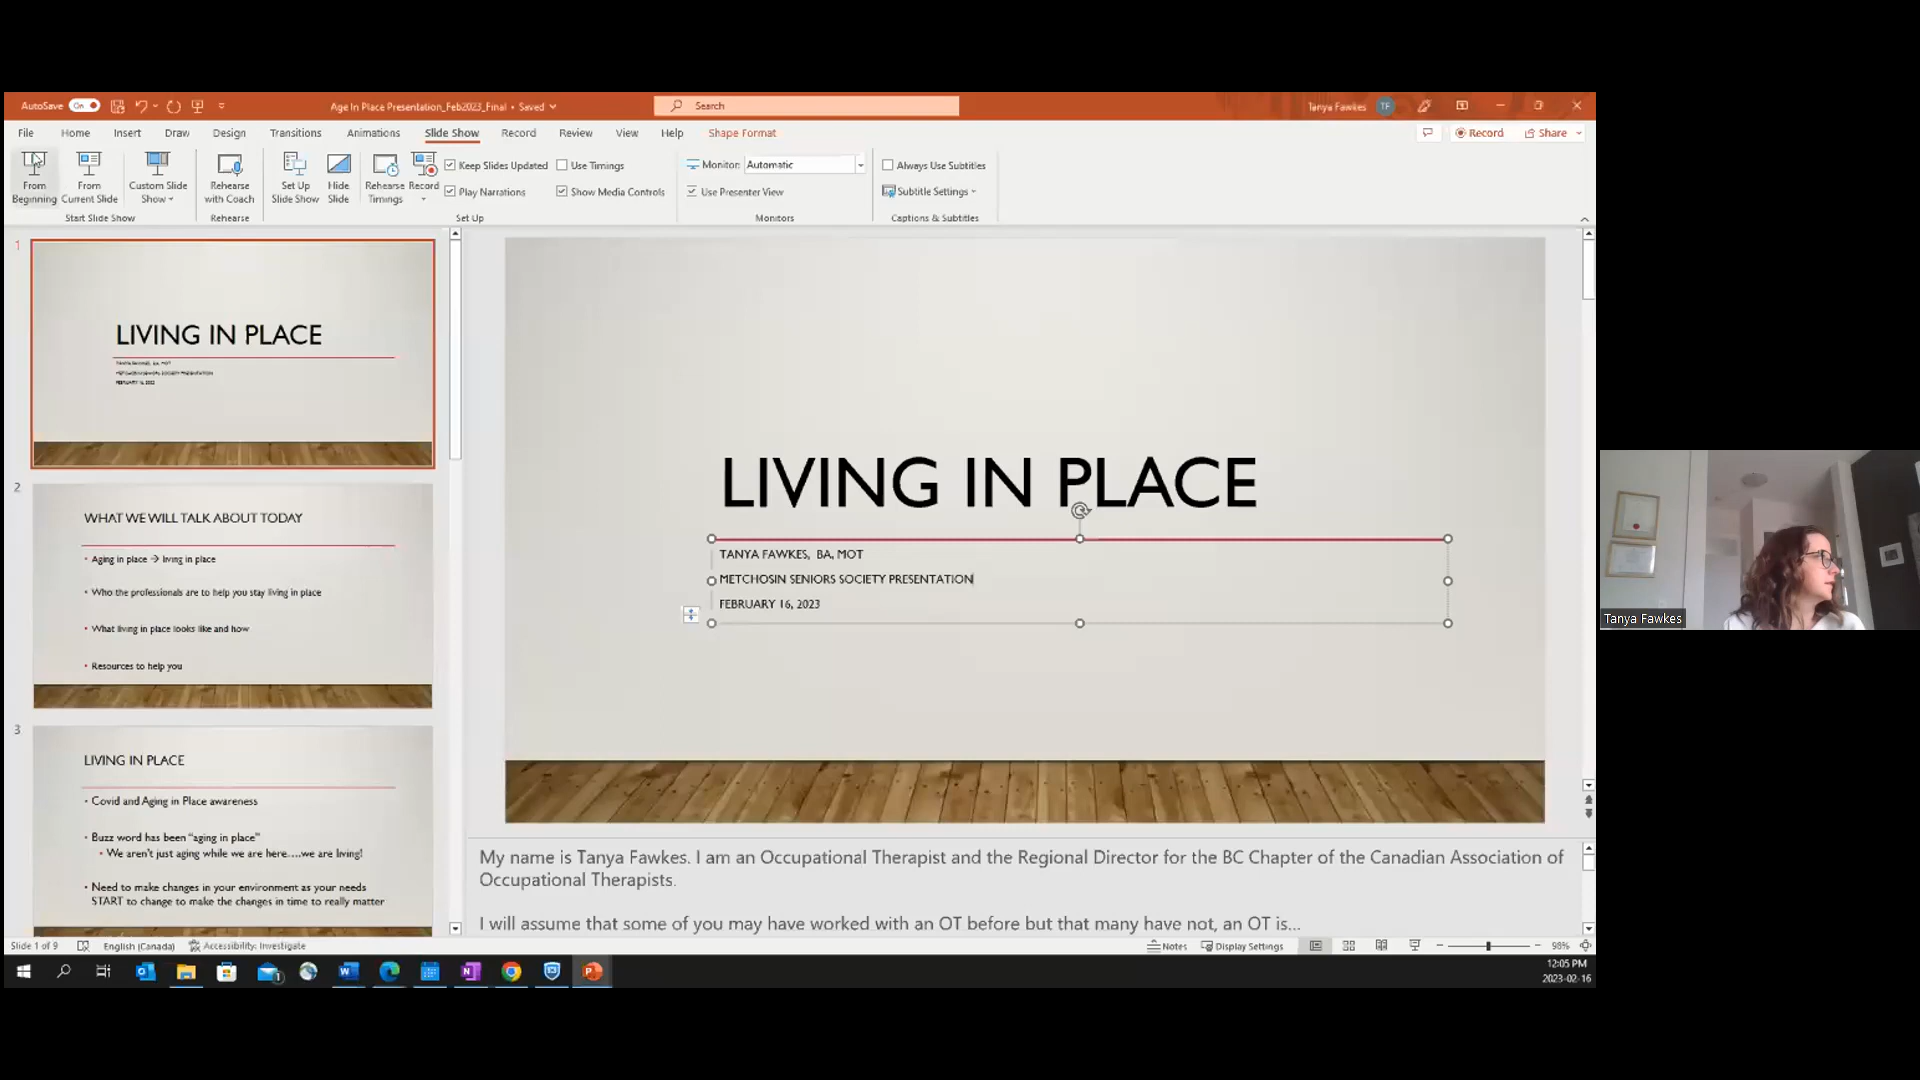 AutoSave On Age In Place Presentation_Feb2023_Final • Saved Search Tanya Fawkes TF
File Home Insert Draw Design Transitions Animations Slide Show Record Review View Help Shape Format Record Share
From Beginning
From Current Slide
Custom Slide Show
Rehearse with Coach
Set Up Slide Show
Hide Slide
Rehearse Timings
Record
Keep Slides Updated
Use Timings
Play Narrations
Show Media Controls
Monitor: Automatic
Use Presenter View
Always Use Subtitles
Subtitle Settings
Start Slide Show Rehearse Set Up Monitors Captions & Subtitles
1
LIVING IN PLACE
2
WHAT WE WILL TALK ABOUT TODAY
• Aging in place → living in place
• Who the professionals are to help you stay living in place
• What living in place looks like and how
• Resources to help you
3
LIVING IN PLACE
• Covid and Aging in Place awareness
• Buzz word has been "aging in place"
• We aren't just aging while we are here....we are living!
• Need to make changes in your environment as your needs
START to change to make the changes in time to really matter
LIVING IN PLACE
TANYA FAWKES, BA, MOT
METCHOSIN SENIORS SOCIETY PRESENTATION
FEBRUARY 16, 2023
My name is Tanya Fawkes. I am an Occupational Therapist and the Regional Director for the BC Chapter of the Canadian Association of
Occupational Therapists.
I will assume that some of you may have worked with an OT before but that many have not, an OT is...
Slide 1 of 9 English (Canada) Accessibility: Investigate Notes Display Settings 98%
12:05 PM
2023-02-16
Tanya Fawkes